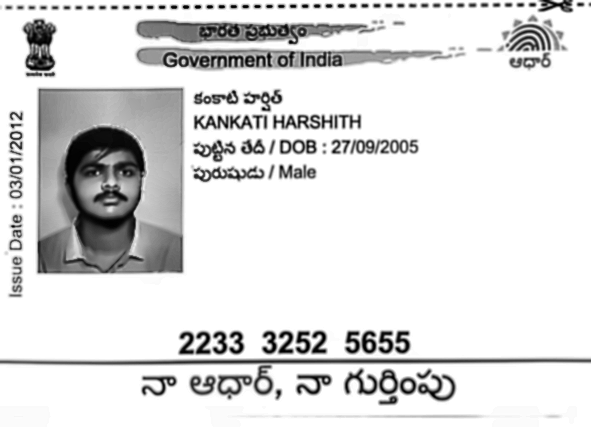 భారత ప్రభుత్వం
Government of India
ఆధార్
కంకాటి హర్షిత్
KANKATI HARSHITH
పుట్టిన తేదీ / DOB : 27/09/2005
పురుషుడు / Male
Issue Date : 03/01/2012
2233 3252 5655
నా ఆధార్, నా గుర్తింపు